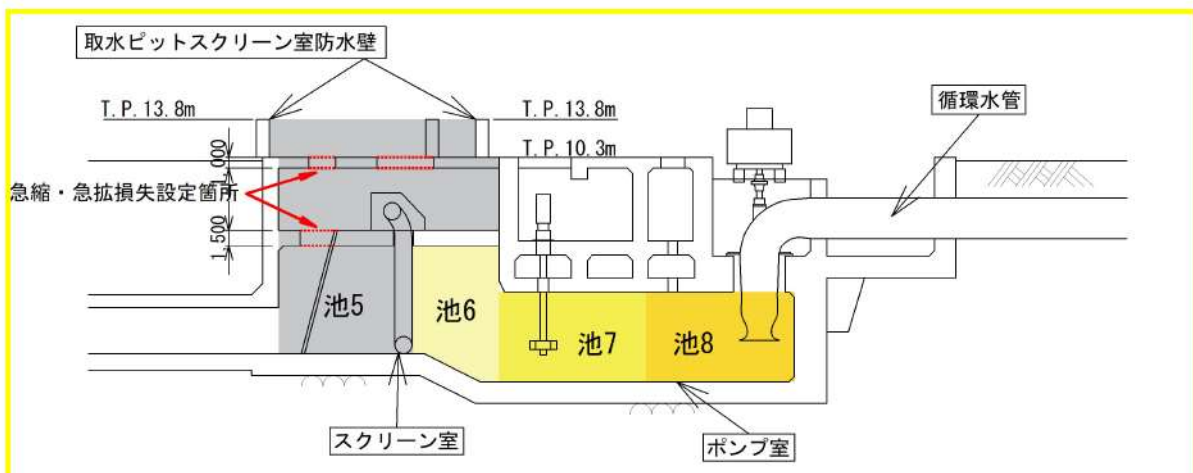 取水ピットスクリーン室防水壁
T.P.13.8m
T.P.13.8m
循環水管
T.P.10.3m
1,000
急縮・急拡損失設定箇所
1,500
池5
池6
池7
池8
スクリーン室
ポンプ室